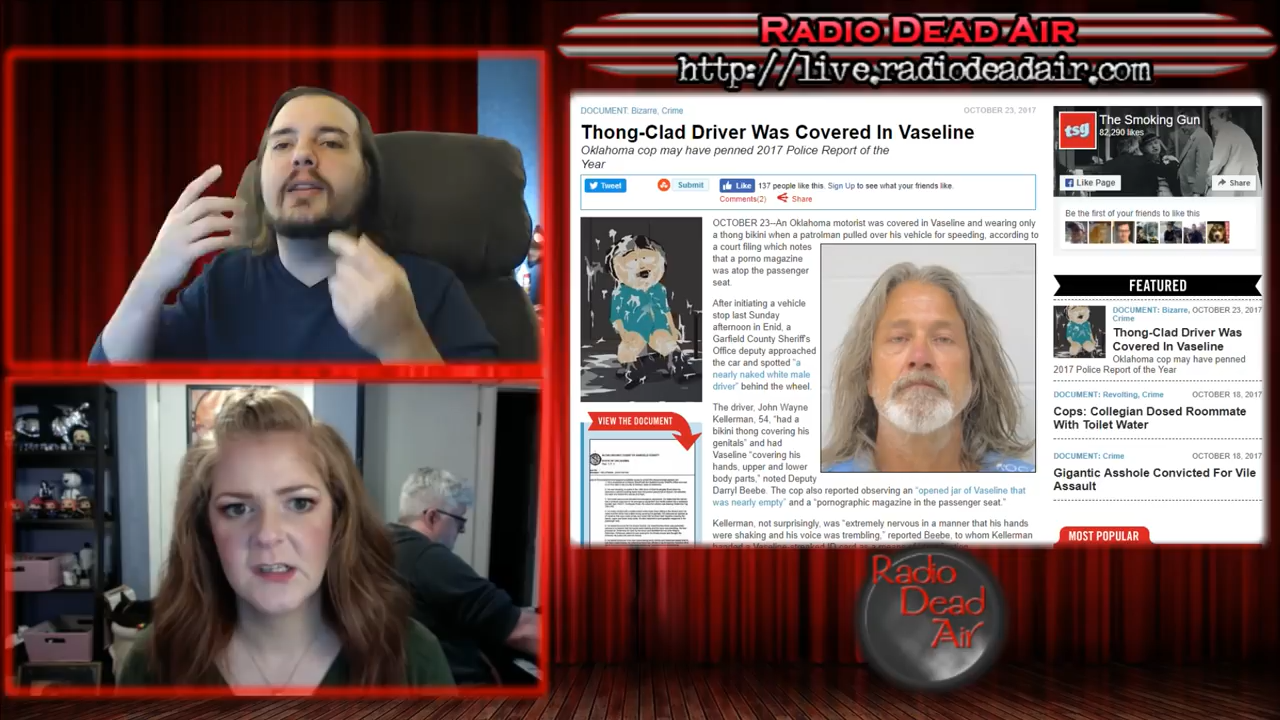 RADIO DEAD AIR
http://live.radiodeadair.com
DOCUMENT: Bizarre, Crime
OCTOBER 23, 2017
Thong-Clad Driver Was Covered In Vaseline
Oklahoma cop may have penned 2017 Police Report of the
Year
Tweet
Submit
Like
137 people like this. Sign Up to see what your friends like.
Comments(2)
Share
OCTOBER 23--An Oklahoma motorist was covered in Vaseline and wearing only
a thong bikini when a patrolman pulled over his vehicle for speeding, according to
a court filing which notes
that a porno magazine
was atop the passenger
seat.
After initiating a vehicle
stop last Sunday
afternoon in Enid, a
Garfield County Sheriff's
Office deputy approached
the car and spotted "a
nearly naked white male
driver" behind the wheel.
The driver, John Wayne
Kellerman, 54, "had a
bikini thong covering his
genitals" and had
Vaseline "covering his
hands, upper and lower
body parts," noted Deputy
Darryl Beebe. The cop also reported observing an "opened jar of Vaseline that
was nearly empty" and a "pornographic magazine in the passenger seat."
Kellerman, not surprisingly, was "extremely nervous in a manner that his hands
were shaking and his voice was trembling," reported Beebe, to whom Kellerman
VIEW THE DOCUMENT
tsg
The Smoking Gun
82,290 likes
Like Page
Share
Be the first of your friends to like this
FEATURED
DOCUMENT: Bizarre, OCTOBER 23, 2017
Crime
Thong-Clad Driver Was
Covered In Vaseline
Oklahoma cop may have penned
2017 Police Report of the Year
DOCUMENT: Revolting, Crime
OCTOBER 18, 2017
Cops: Collegian Dosed Roommate
With Toilet Water
DOCUMENT: Crime
OCTOBER 18, 2017
Gigantic Asshole Convicted For Vile
Assault
MOST POPULAR
Radio
Dead
Air